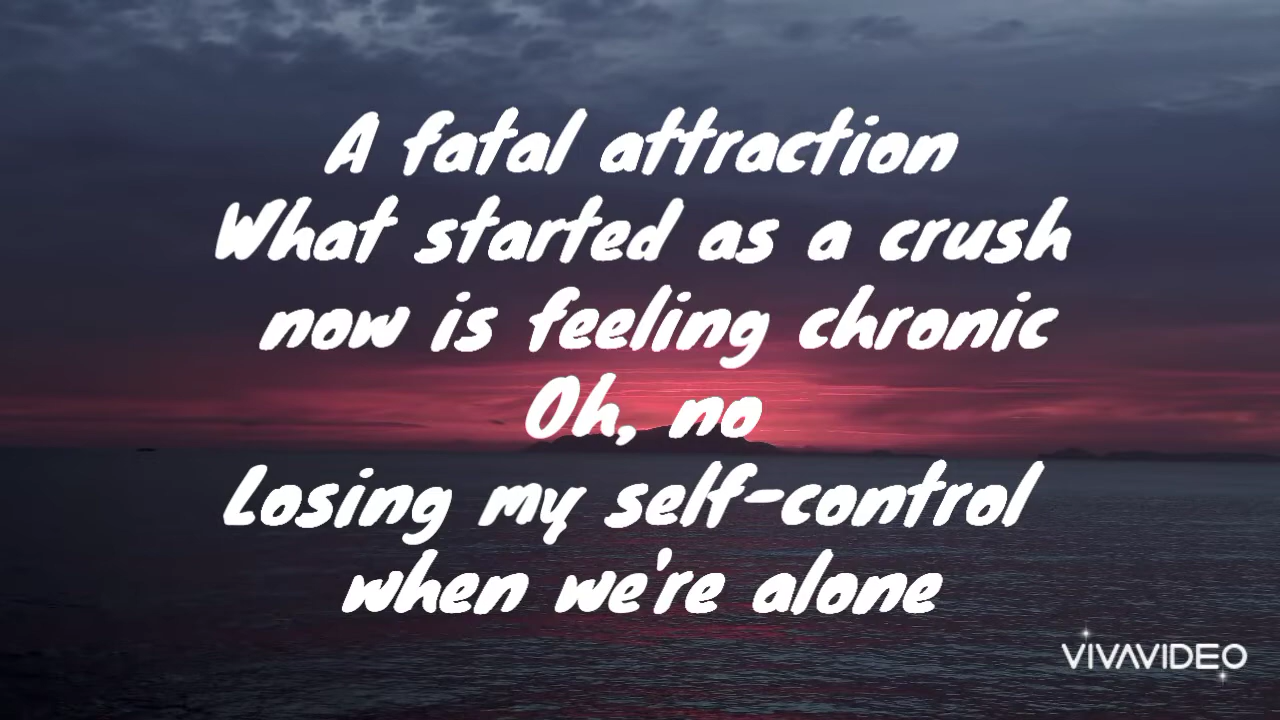 A fatal attraction
What started as a crush
now is feeling chronic
Oh, no
Losing my self-control
when we're alone
VIVAVIDEO